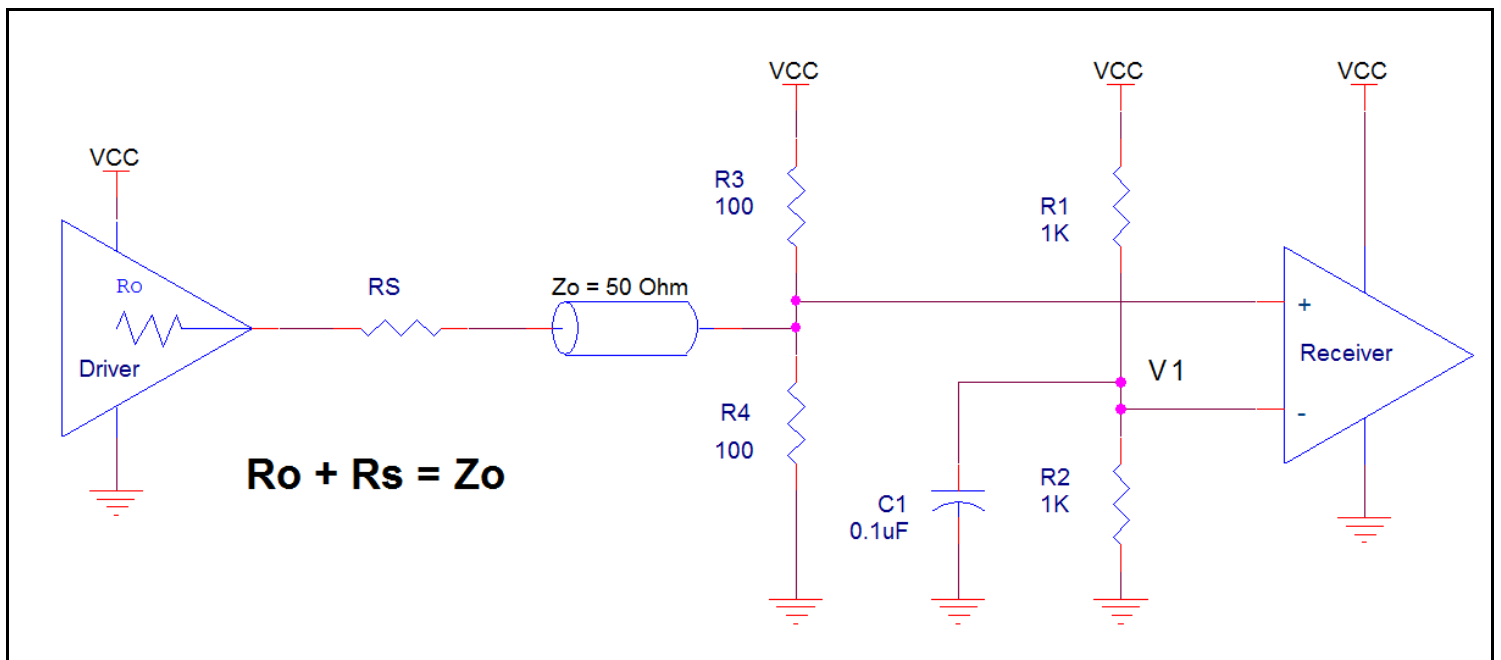 VCC
VCC
VCC
VCC
R3
100
R1
1K
Ro
RS
Zo = 50 Ohm
+
Driver
Receiver
V1
R4
100
-
Ro + Rs = Zo
R2
1K
C1
0.1uF